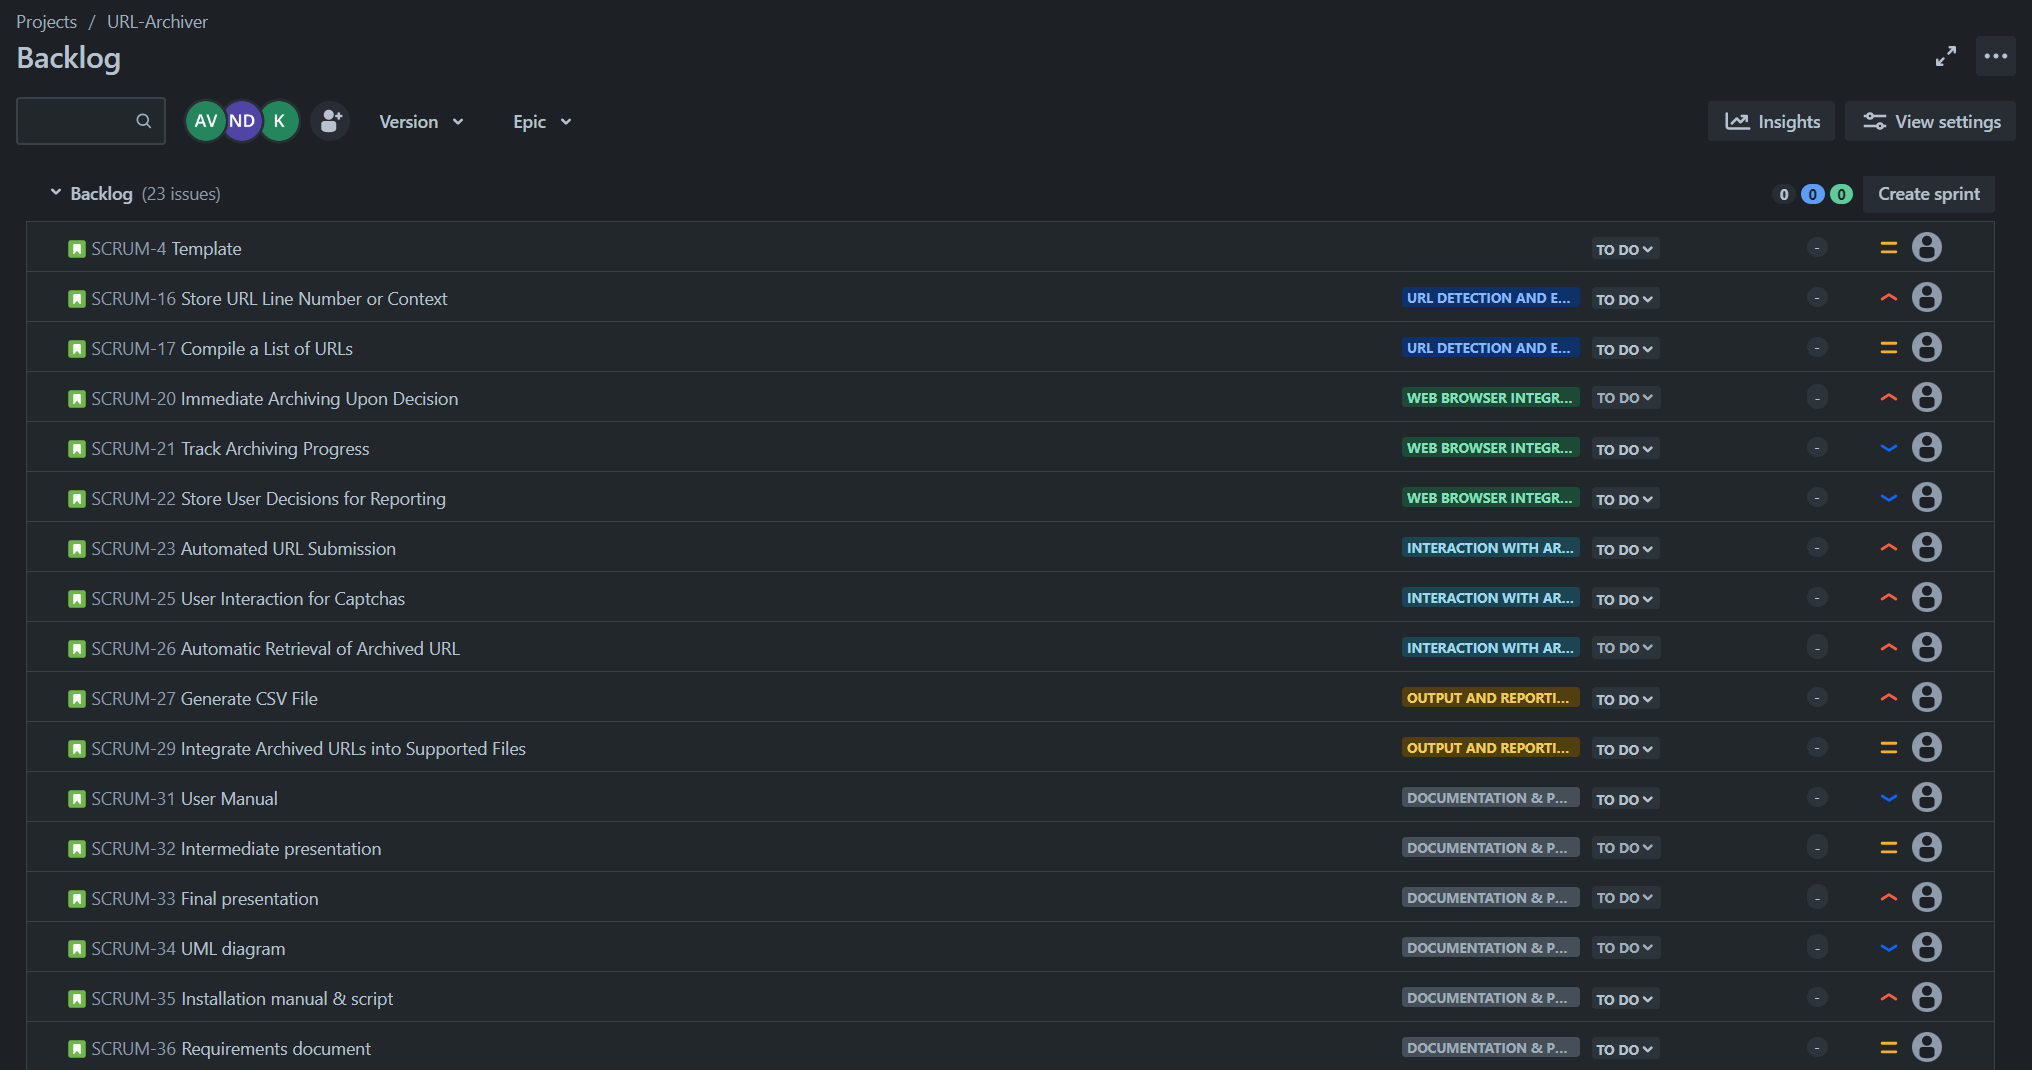 Projects / URL-Archiver
Backlog
AV ND K Version Epic Insights View settings
Backlog (23 issues) 0 0 0 Create sprint
SCRUM-4 Template TO DO -
SCRUM-16 Store URL Line Number or Context URL DETECTION AND E... TO DO -
SCRUM-17 Compile a List of URLs URL DETECTION AND E... TO DO -
SCRUM-20 Immediate Archiving Upon Decision WEB BROWSER INTEGR... TO DO -
SCRUM-21 Track Archiving Progress WEB BROWSER INTEGR... TO DO -
SCRUM-22 Store User Decisions for Reporting WEB BROWSER INTEGR... TO DO -
SCRUM-23 Automated URL Submission INTERACTION WITH AR... TO DO -
SCRUM-25 User Interaction for Captchas INTERACTION WITH AR... TO DO -
SCRUM-26 Automatic Retrieval of Archived URL INTERACTION WITH AR... TO DO -
SCRUM-27 Generate CSV File OUTPUT AND REPORTI... TO DO -
SCRUM-29 Integrate Archived URLs into Supported Files OUTPUT AND REPORTI... TO DO -
SCRUM-31 User Manual DOCUMENTATION & P... TO DO -
SCRUM-32 Intermediate presentation DOCUMENTATION & P... TO DO -
SCRUM-33 Final presentation DOCUMENTATION & P... TO DO -
SCRUM-34 UML diagram DOCUMENTATION & P... TO DO -
SCRUM-35 Installation manual & script DOCUMENTATION & P... TO DO -
SCRUM-36 Requirements document DOCUMENTATION & P... TO DO -